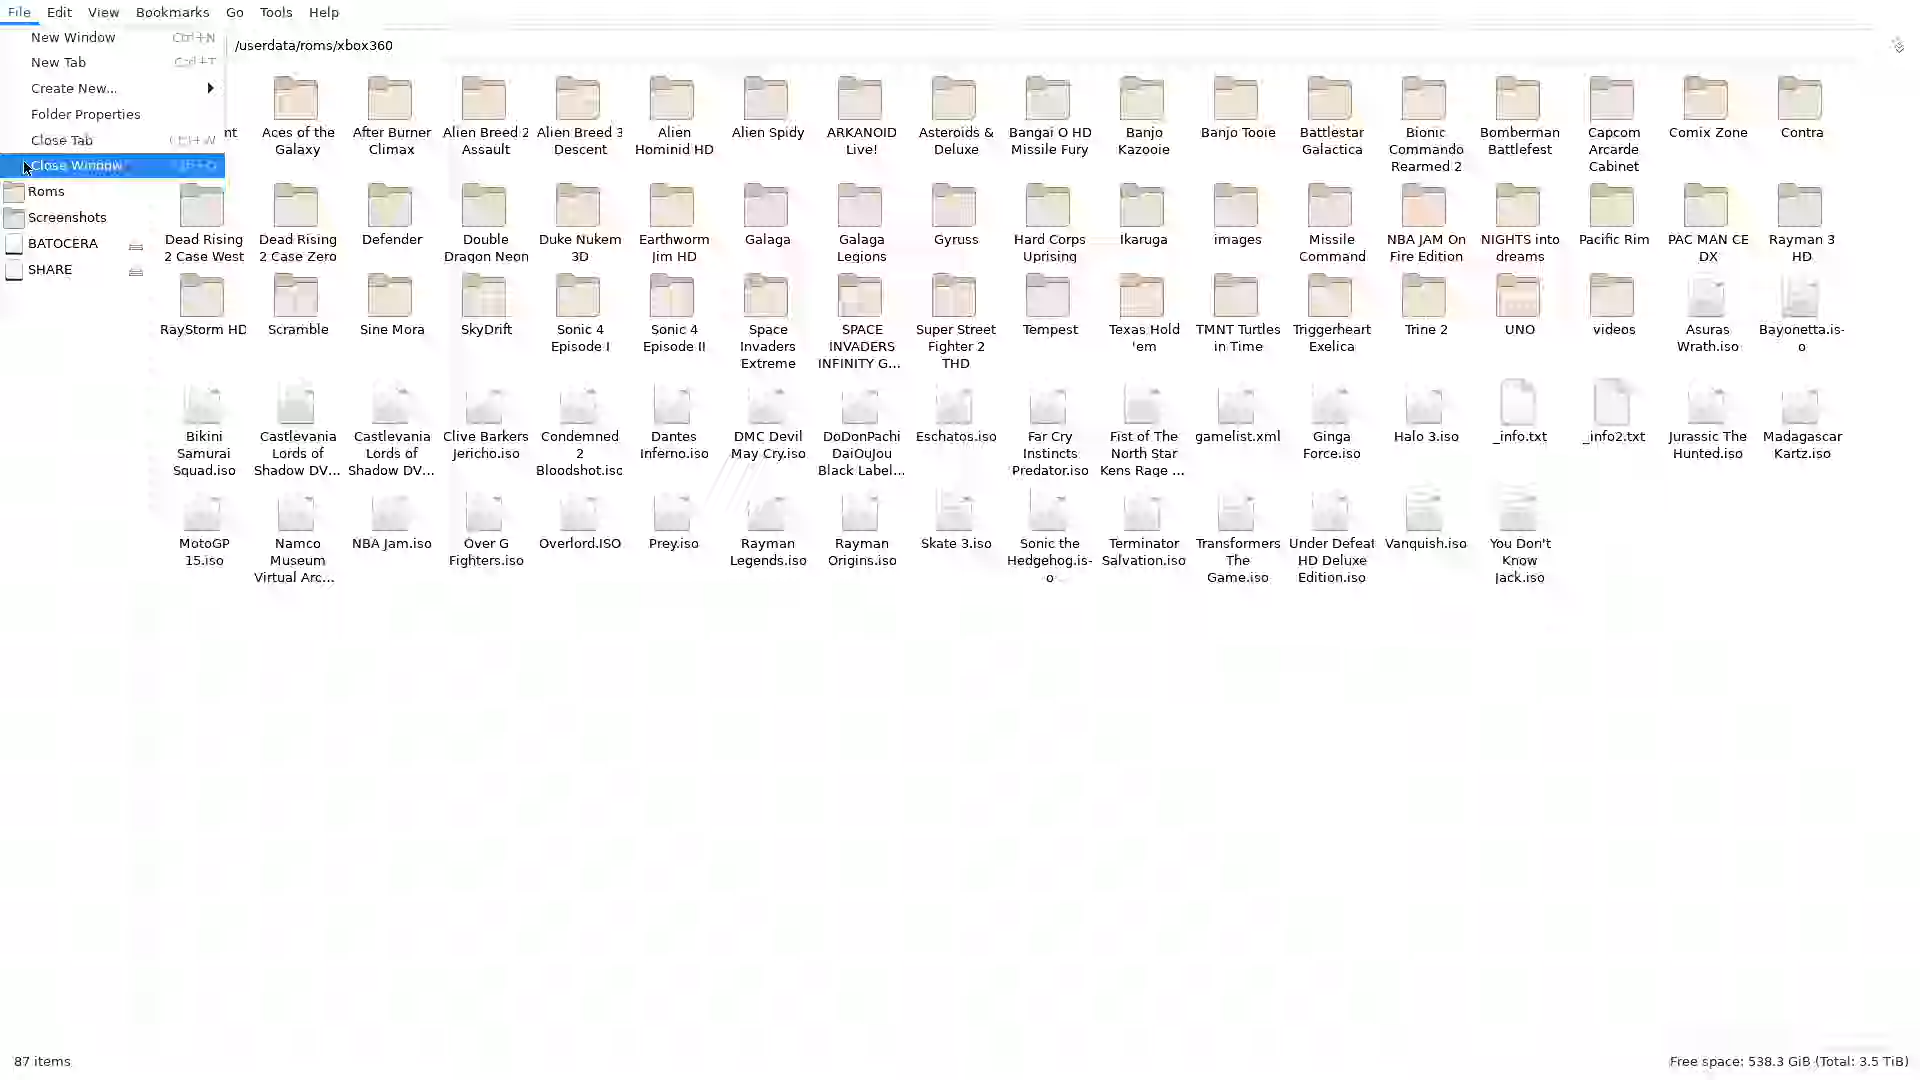 File Edit View Bookmarks Go Tools Help
New Window Ctrl+N
/userdata/roms/xbox360
New Tab Ctrl+T
Create New...
Folder Properties
Close Tab Ctrl+W
Close Window
Roms
Screenshots
BATOCERA
SHARE
Aces of the
Galaxy
After Burner
Climax
Alien Breed 2
Assault
Alien Breed 3
Descent
Alien
Hominid HD
Alien Spidy
ARKANOID
Live!
Asteroids &
Deluxe
Bangai O HD
Missile Fury
Banjo
Kazooie
Banjo Tooie
Battlestar
Galactica
Bionic
Commando
Rearmed 2
Bomberman
Battlefest
Capcom
Arcarde
Cabinet
Comix Zone
Contra
Dead Rising
2 Case West
Dead Rising
2 Case Zero
Defender
Double
Dragon Neon
Duke Nukem
3D
Earthworm
Jim HD
Galaga
Galaga
Legions
Gyruss
Hard Corps
Uprising
Ikaruga
images
Missile
Command
NBA JAM On
Fire Edition
NIGHTS into
dreams
Pacific Rim
PAC MAN CE
DX
Rayman 3
HD
RayStorm HD
Scramble
Sine Mora
SkyDrift
Sonic 4
Episode I
Sonic 4
Episode II
Space
Invaders
Extreme
SPACE
INVADERS
INFINITY G...
Super Street
Fighter 2
THD
Tempest
Texas Hold
'em
TMNT Turtles
in Time
Triggerheart
Exelica
Trine 2
UNO
videos
Asuras
Wrath.iso
Bayonetta.is-
o
Bikini
Samurai
Squad.iso
Castlevania
Lords of
Shadow DV...
Castlevania
Lords of
Shadow DV...
Clive Barkers
Jericho.iso
Condemned
2
Bloodshot.iso
Dantes
Inferno.iso
DMC Devil
May Cry.iso
DoDonPachi
DaiOuJou
Black Label...
Eschatos.iso
Far Cry
Instincts
Predator.iso
Fist of The
North Star
Kens Rage ...
gamelist.xml
Ginga
Force.iso
Halo 3.iso
_info.txt
_info2.txt
Jurassic The
Hunted.iso
Madagascar
Kartz.iso
MotoGP
15.iso
Namco
Museum
Virtual Arc...
NBA Jam.iso
Over G
Fighters.iso
Overlord.ISO
Prey.iso
Rayman
Legends.iso
Rayman
Origins.iso
Skate 3.iso
Sonic the
Hedgehog.is-
o
Terminator
Salvation.iso
Transformers
The
Game.iso
Under Defeat
HD Deluxe
Edition.iso
Vanquish.iso
You Don't
Know
Jack.iso
87 items
Free space: 538.3 GiB (Total: 3.5 TiB)